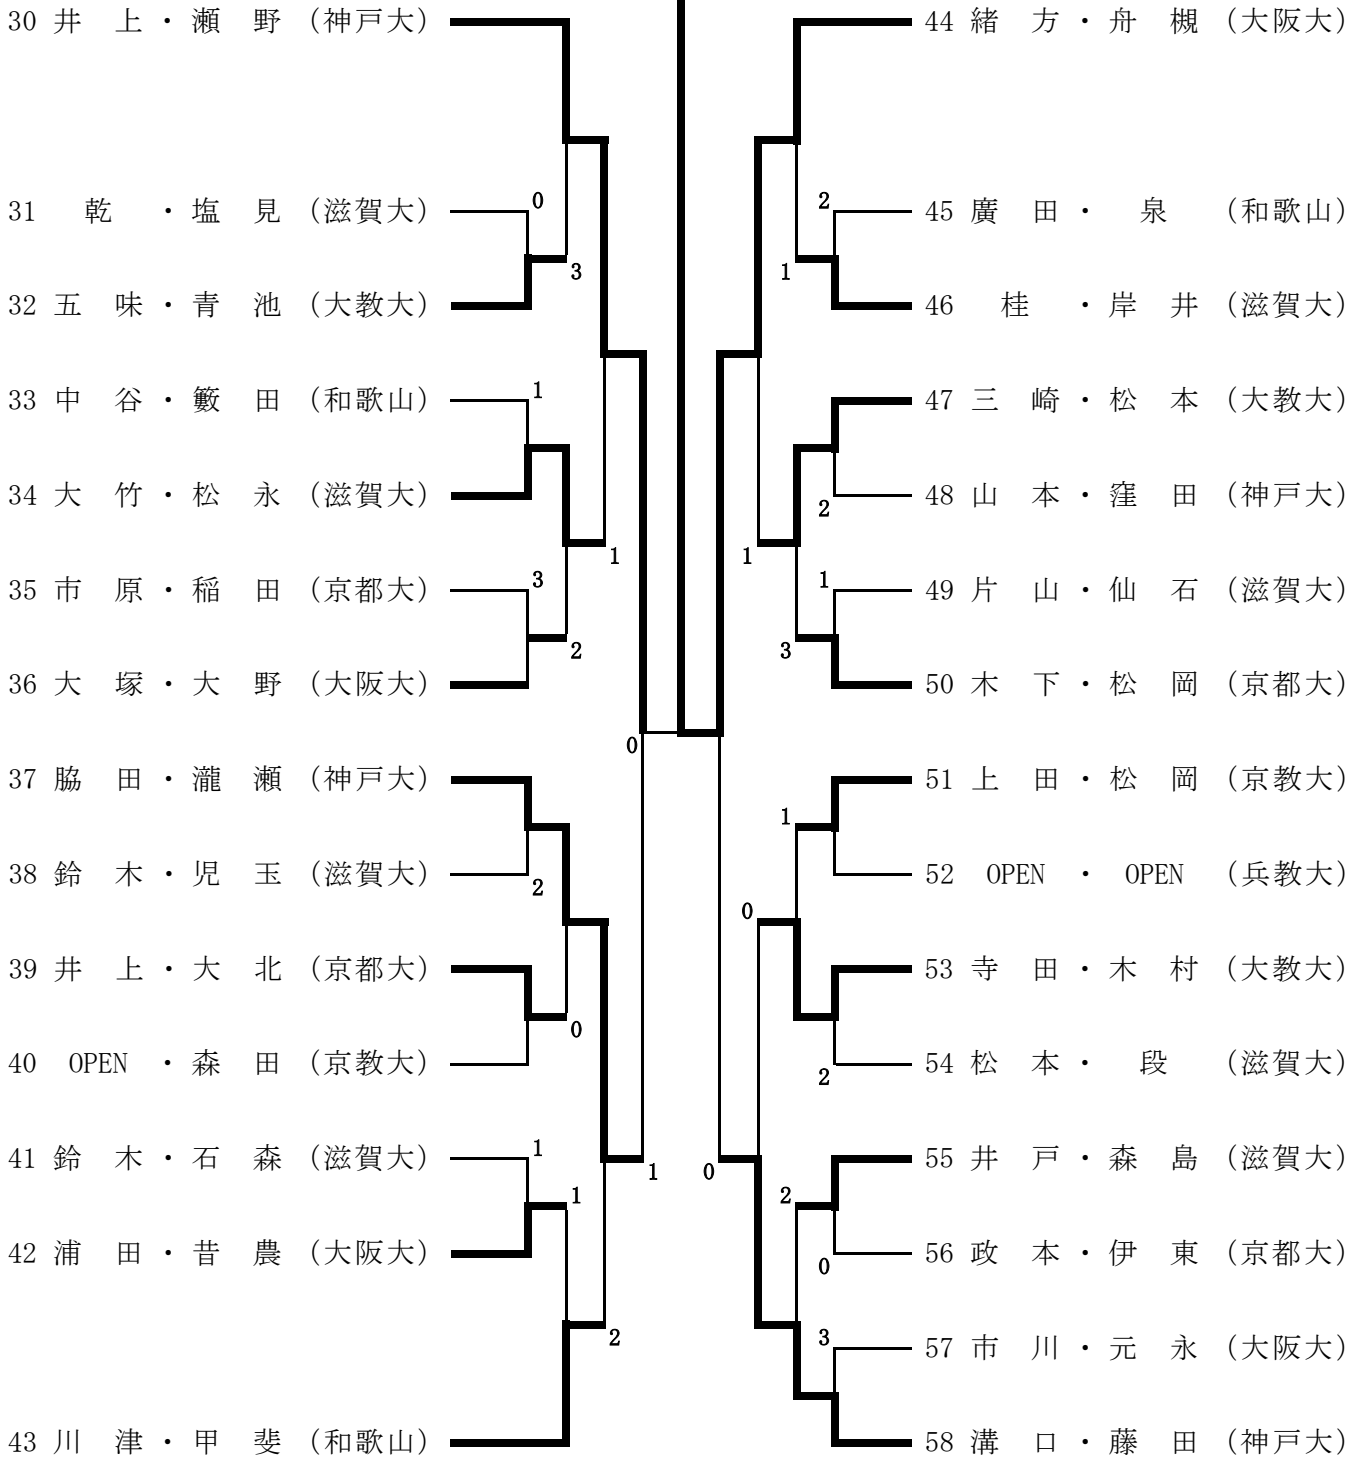 30 井 上・瀬 野 (神戸大)
0
31 乾 ・塩 見 (滋賀大)
3
32 五 味・青 池 (大教大)
1
33 中 谷・籔 田 (和歌山)
34 大 竹・松 永 (滋賀大)
1
3
35 市 原・稲 田 (京都大)
2
36 大 塚・大 野 (大阪大)
0
37 脇 田・瀧 瀬 (神戸大)
38 鈴 木・児 玉 (滋賀大)
2
39 井 上・大 北 (京都大)
0
40 OPEN ・森 田 (京教大)
1
41 鈴 木・石 森 (滋賀大)
1
1
42 浦 田・昔 農 (大阪大)
2
43 川 津・甲 斐 (和歌山)
44 緒 方・舟 槻 (大阪大)
2
45 廣 田・ 泉 (和歌山)
1
46 桂 ・岸 井 (滋賀大)
47 三 崎・松 本 (大教大)
48 山 本・窪 田 (神戸大)
2
1
1
49 片 山・仙 石 (滋賀大)
3
50 木 下・松 岡 (京都大)
51 上 田・松 岡 (京教大)
1
52 OPEN ・ OPEN (兵教大)
0
53 寺 田・木 村 (大教大)
54 松 本・ 段 (滋賀大)
2
55 井 戸・森 島 (滋賀大)
0
2
56 政 本・伊 東 (京都大)
0
3
57 市 川・元 永 (大阪大)
58 溝 口・藤 田 (神戸大)